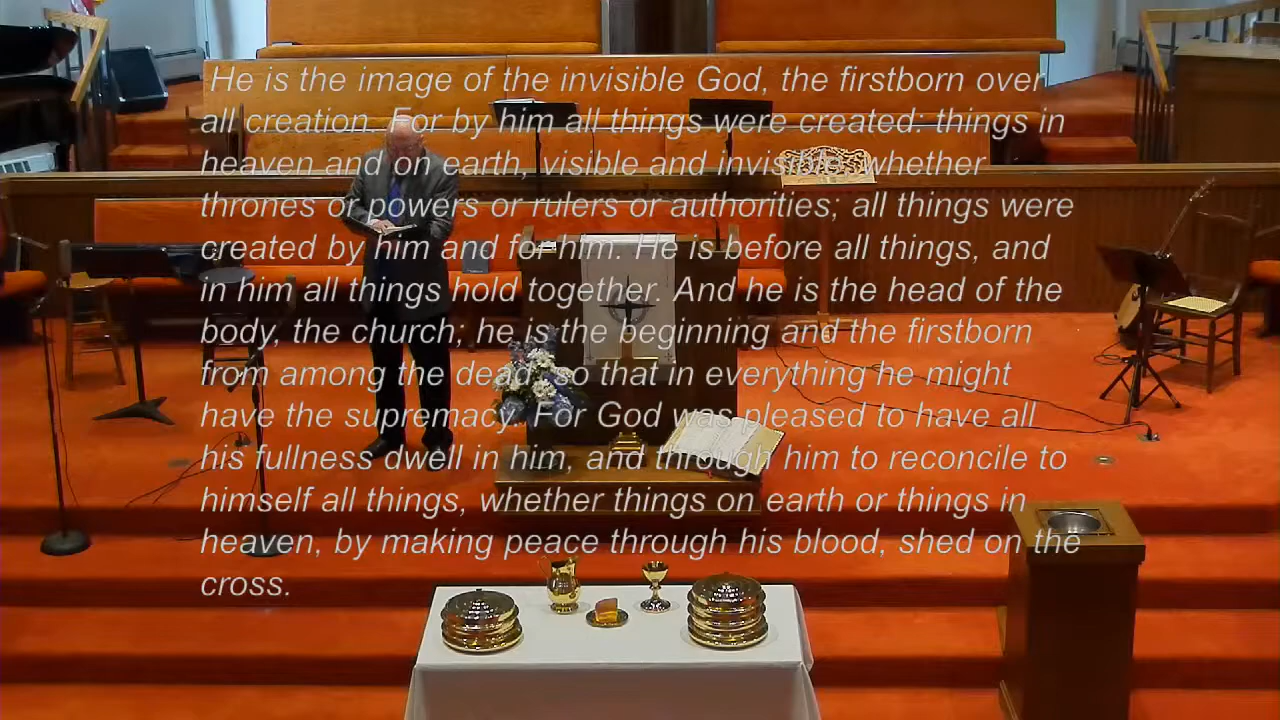 He is the image of the invisible God, the firstborn over
all creation. For by him all things were created: things in
heaven and on earth, visible and invisible, whether
thrones or powers or rulers or authorities; all things were
created by him and for him. He is before all things, and
in him all things hold together. And he is the head of the
body, the church; he is the beginning and the firstborn
from among the dead, so that in everything he might
have the supremacy. For God was pleased to have all
his fullness dwell in him, and through him to reconcile to
himself all things, whether things on earth or things in
heaven, by making peace through his blood, shed on the
cross.